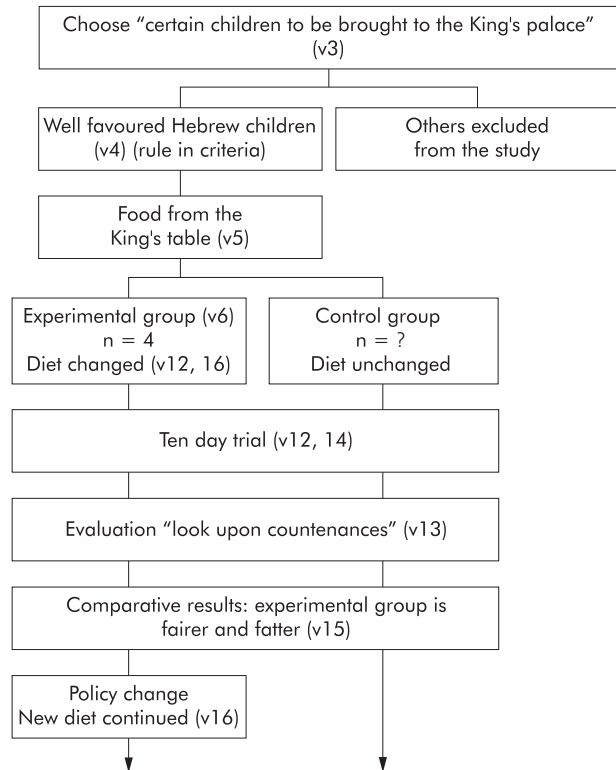 Choose “certain children to be brought to the King's palace”
(v3)
Well favoured Hebrew children
(v4) (rule in criteria)
Others excluded
from the study
Food from the
King's table (v5)
Experimental group (v6)
n = 4
Diet changed (v12, 16)
Control group
n = ?
Diet unchanged
Ten day trial (v12, 14)
Evaluation “look upon countenances” (v13)
Comparative results: experimental group is
fairer and fatter (v15)
Policy change
New diet continued (v16)